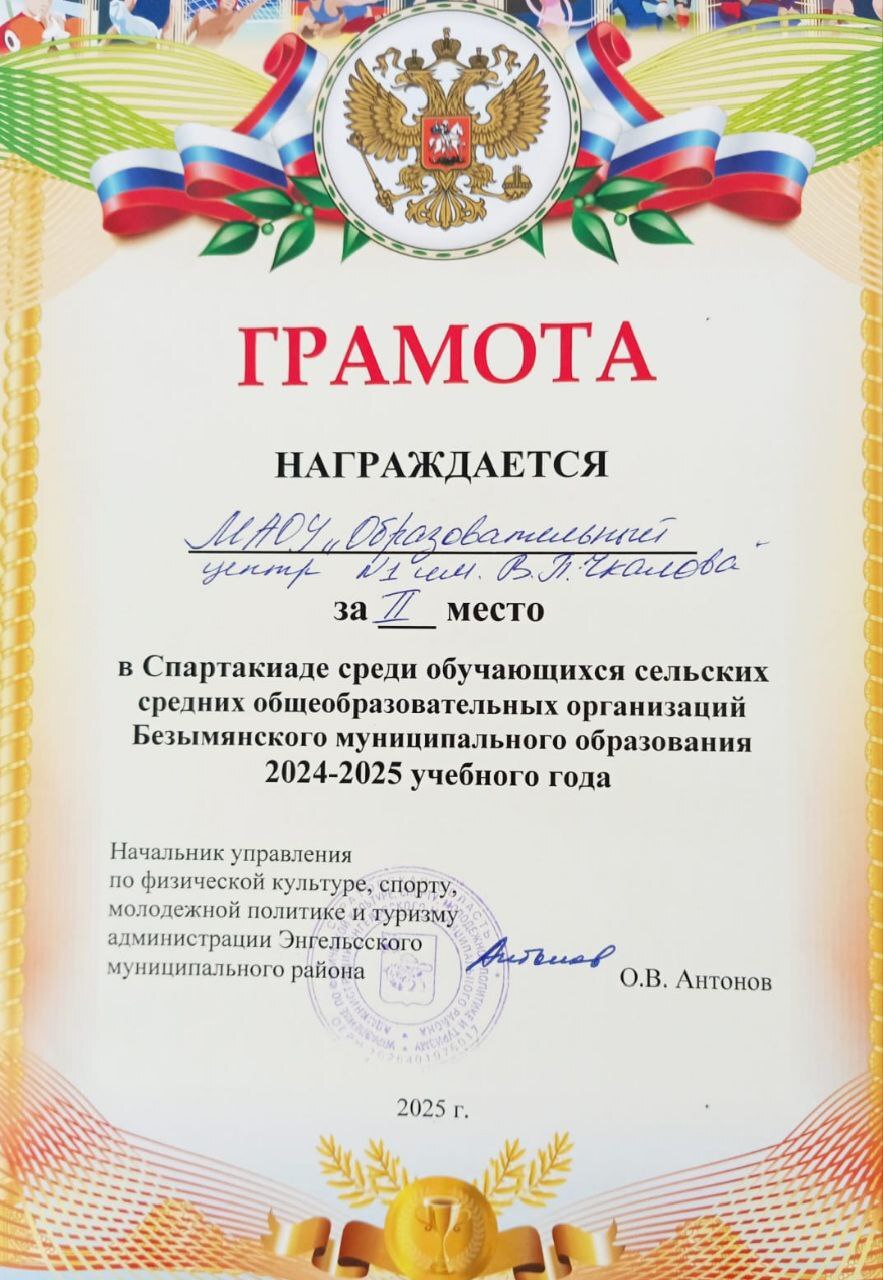 ГРАМОТА
НАГРАЖДАЕТСЯ
МАОУ „Образовательный
центр №1 им. В.П. Чкалова"
за II место
в Спартакиаде среди обучающихся сельских
средних общеобразовательных организаций
Безымянского муниципального образования
2024-2025 учебного года
Начальник управления
по физической культуре, спорту,
молодежной политике и туризму
администрации Энгельсского
муниципального района
Антонов
О.В. Антонов
2025 г.